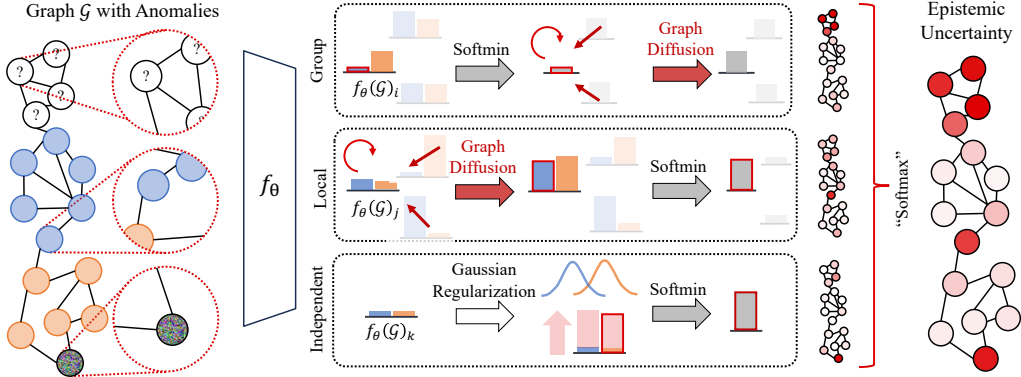 Graph 𝒢 with Anomalies
?
?
?
?
?
?
?
f_θ
Group
f_θ(𝒢)_i
Softmin
Graph
Diffusion
Local
f_θ(𝒢)_j
Graph
Diffusion
Softmin
Independent
f_θ(𝒢)_k
Gaussian
Regularization
Softmin
“Softmax”
Epistemic
Uncertainty